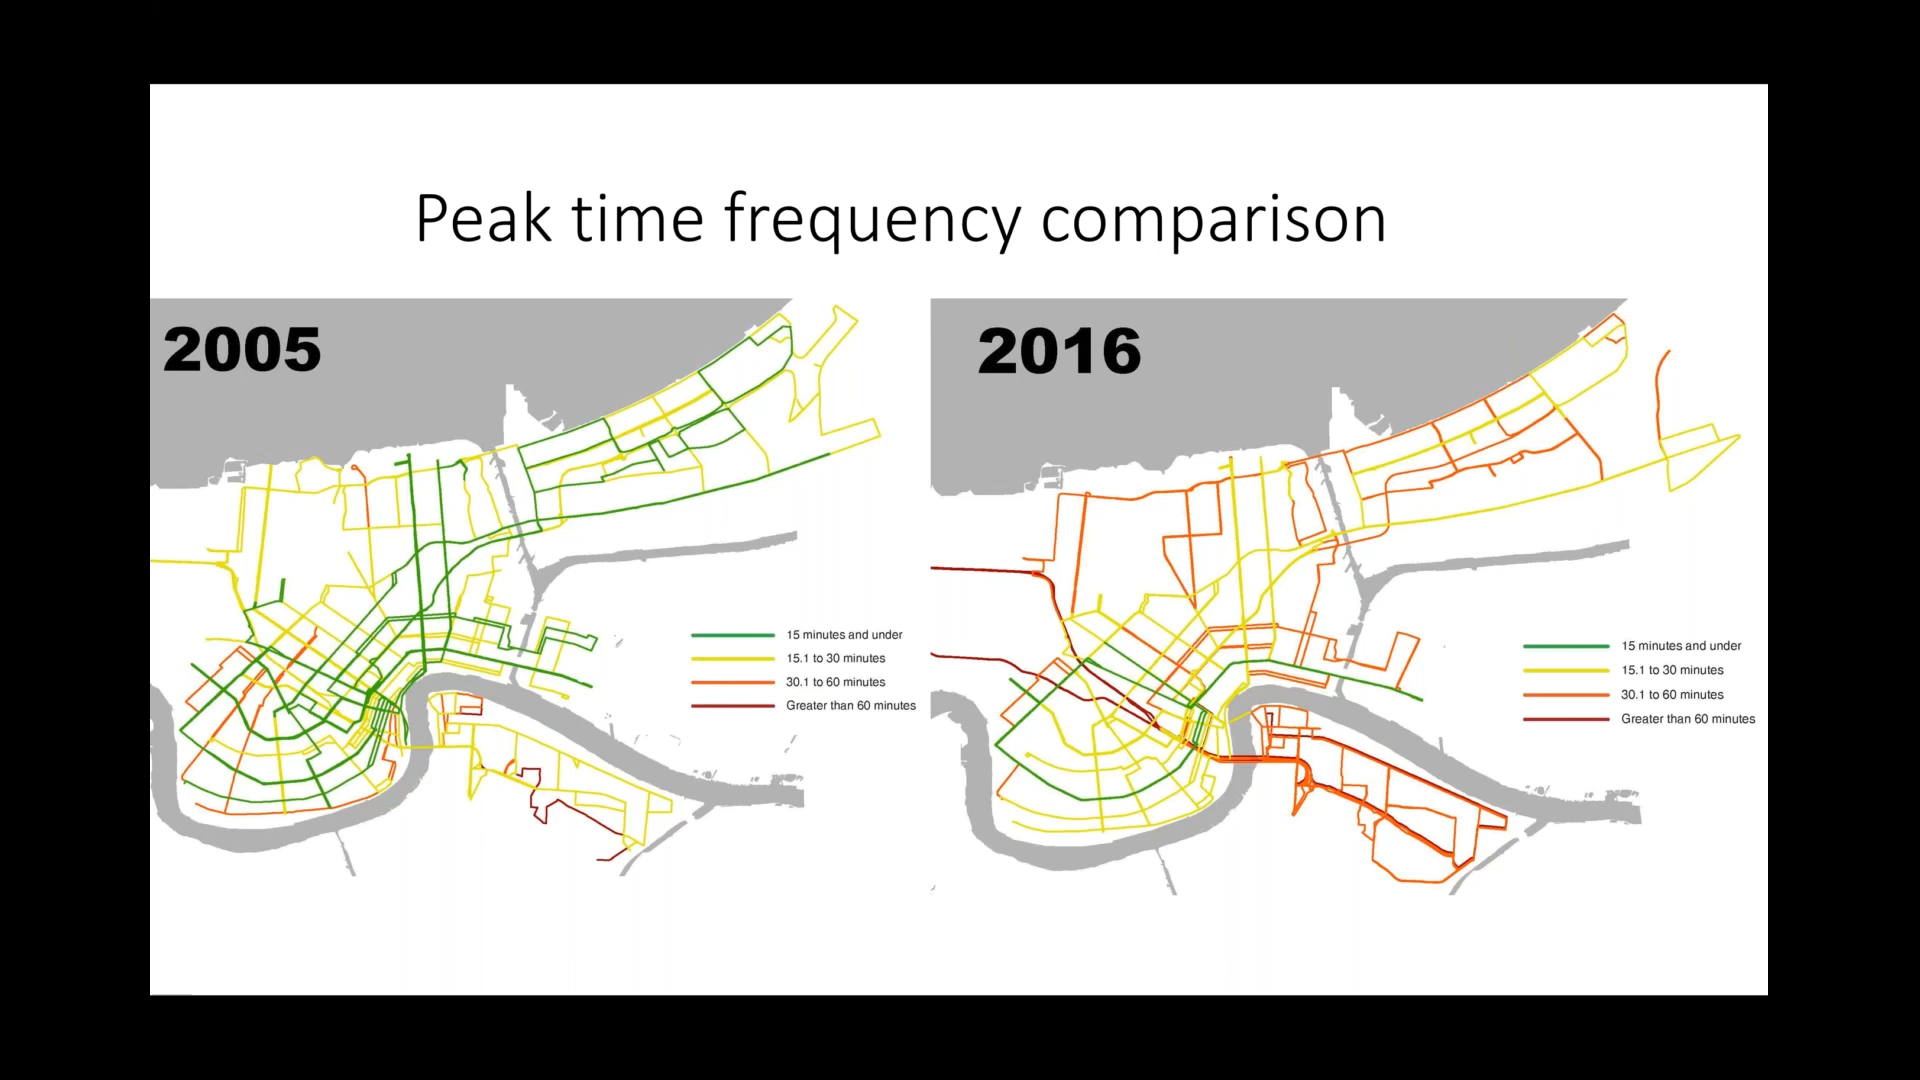 Peak time frequency comparison
2005
15 minutes and under
15.1 to 30 minutes
30.1 to 60 minutes
Greater than 60 minutes
2016
15 minutes and under
15.1 to 30 minutes
30.1 to 60 minutes
Greater than 60 minutes